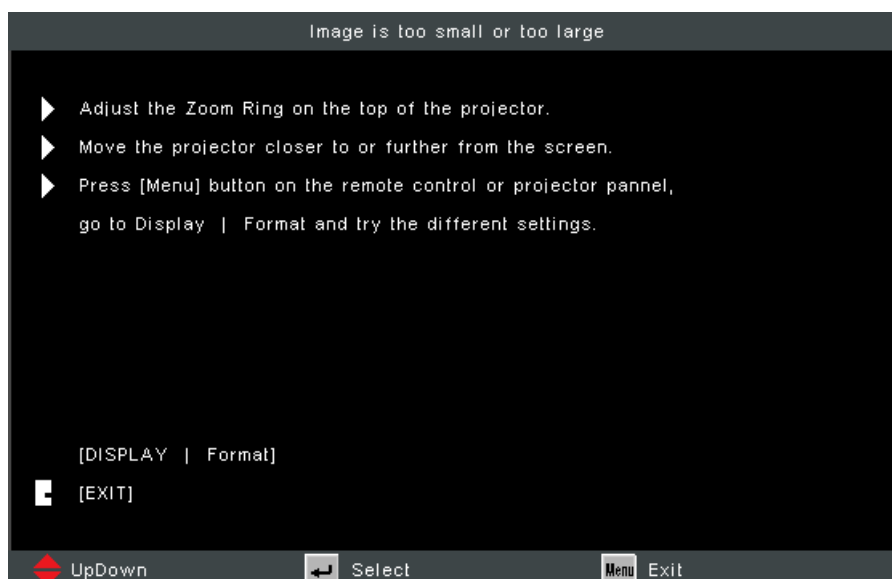 Image is too small or too large
Adjust the Zoom Ring on the top of the projector.
Move the projector closer to or further from the screen.
Press [Menu] button on the remote control or projector pannel,
go to Display | Format and try the different settings.
[DISPLAY | Format]
[EXIT]
UpDown Select Menu Exit